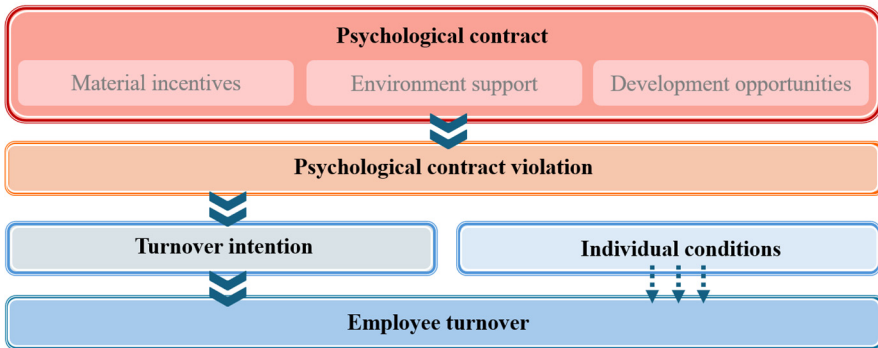 Psychological contract
Material incentives
Environment support
Development opportunities
Psychological contract violation
Turnover intention
Individual conditions
Employee turnover